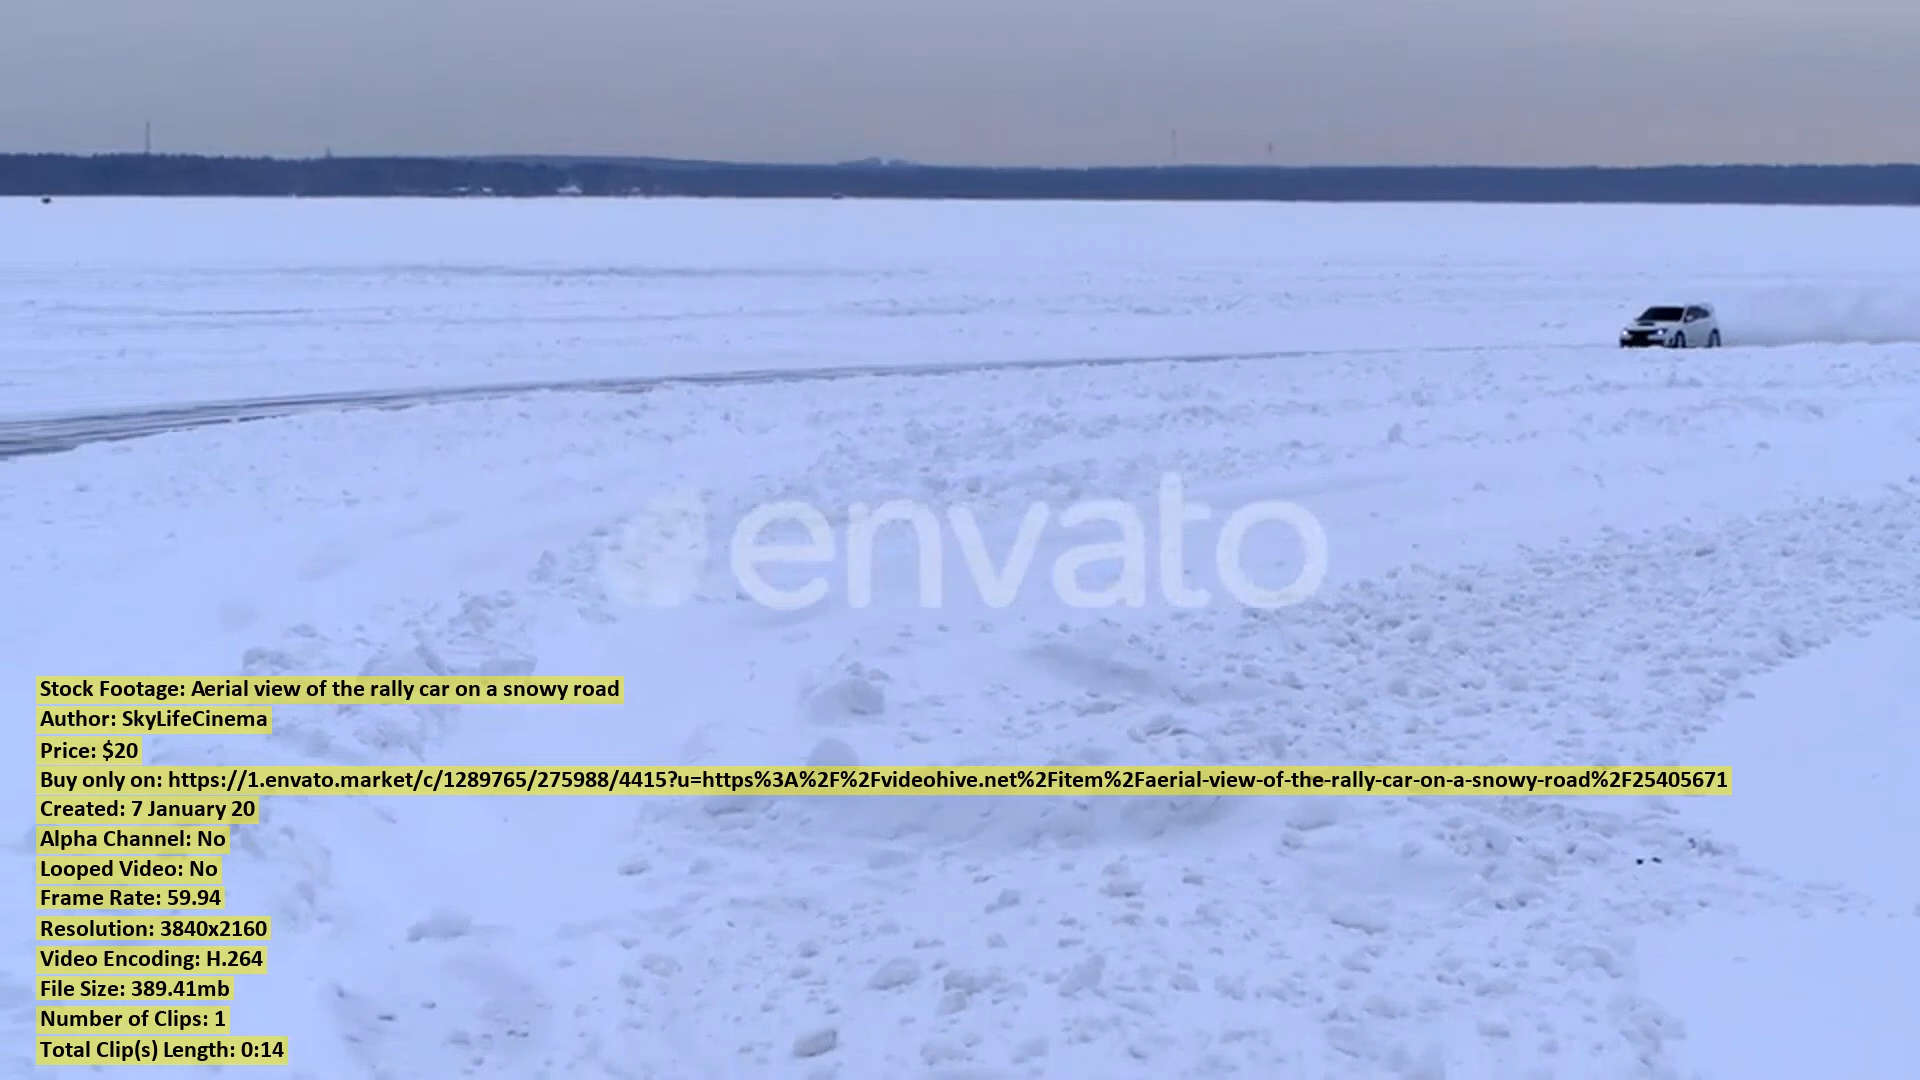 envato
Stock Footage: Aerial view of the rally car on a snowy road
Author: SkyLifeCinema
Price: $20
Buy only on: https://1.envato.market/c/1289765/275988/4415?u=https%3A%2F%2Fvideohive.net%2Fitem%2Faerial-view-of-the-rally-car-on-a-snowy-road%2F25405671
Created: 7 January 20
Alpha Channel: No
Looped Video: No
Frame Rate: 59.94
Resolution: 3840x2160
Video Encoding: H.264
File Size: 389.41mb
Number of Clips: 1
Total Clip(s) Length: 0:14